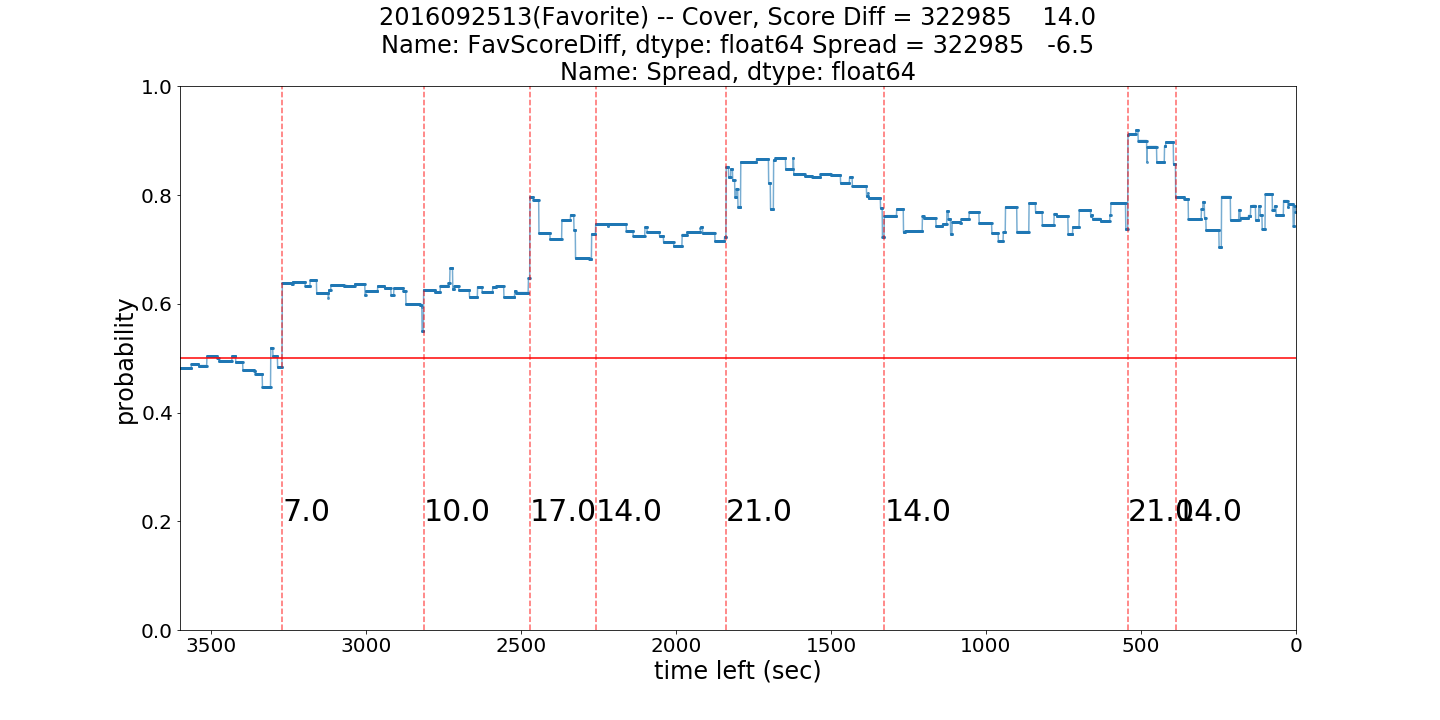 2016092513(Favorite) -- Cover, Score Diff = 322985    14.0
Name: FavScoreDiff, dtype: float64 Spread = 322985   -6.5
Name: Spread, dtype: float64
1.0
0.8
0.6
0.4
0.2
0.0
probability
7.0
10.0
17.0
14.0
21.0
14.0
21.0
14.0
3500 3000 2500 2000 1500 1000 500 0
time left (sec)